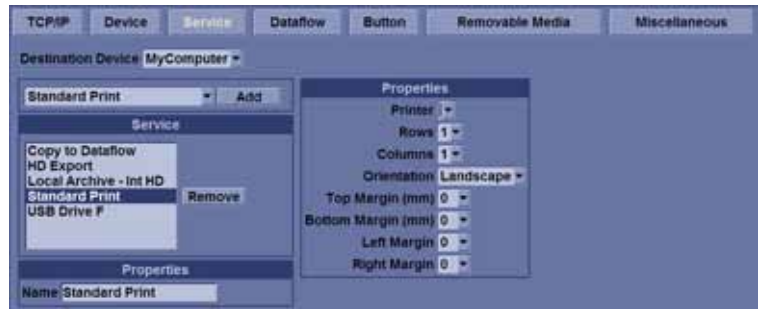 TCP/IP Device Service Dataflow Button Removable Media Miscellaneous
Destination Device MyComputer
Standard Print Add
Service
Copy to Dataflow
HD Export
Local Archive - Int HD
Standard Print
USB Drive F
Remove
Properties
Name Standard Print
Properties
Printer
Rows 1
Columns 1
Orientation Landscape
Top Margin (mm) 0
Bottom Margin (mm) 0
Left Margin 0
Right Margin 0